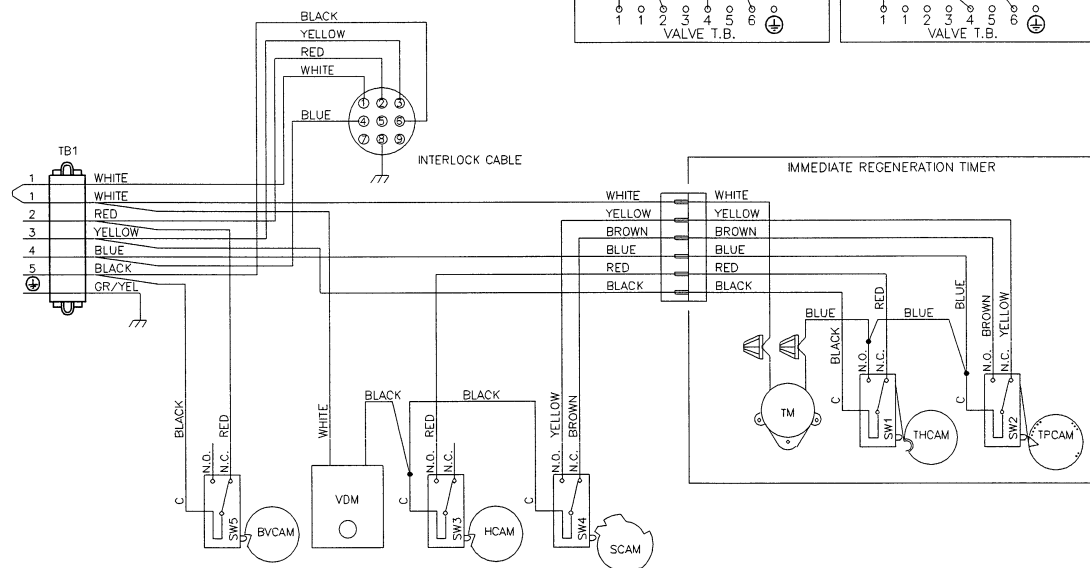 BLACK
YELLOW
RED
WHITE
BLUE
1 2 3
4 5 6
7 8 9
INTERLOCK CABLE
1 1 2 3 4 5 6
VALVE T.B.
1 1 2 3 4 5 6
VALVE T.B.
TB1
1 WHITE
1 WHITE
2 RED
3 YELLOW
4 BLUE
5 BLACK
GR/YEL
IMMEDIATE REGENERATION TIMER
WHITE WHITE
YELLOW YELLOW
BROWN BROWN
BLUE BLUE
RED RED
BLACK BLACK
BLUE
BLACK
RED
BLUE
BLUE
BROWN
YELLOW
N.O.
N.C.
C
SW1
THCAM
N.O.
N.C.
C
SW2
TPCAM
TM
BLACK
RED
N.O.
N.C.
C
SW5
BVCAM
WHITE
VDM
BLACK
BLACK
RED
N.O.
N.C.
C
SW3
HCAM
YELLOW
BROWN
N.O.
N.C.
C
SW4
SCAM